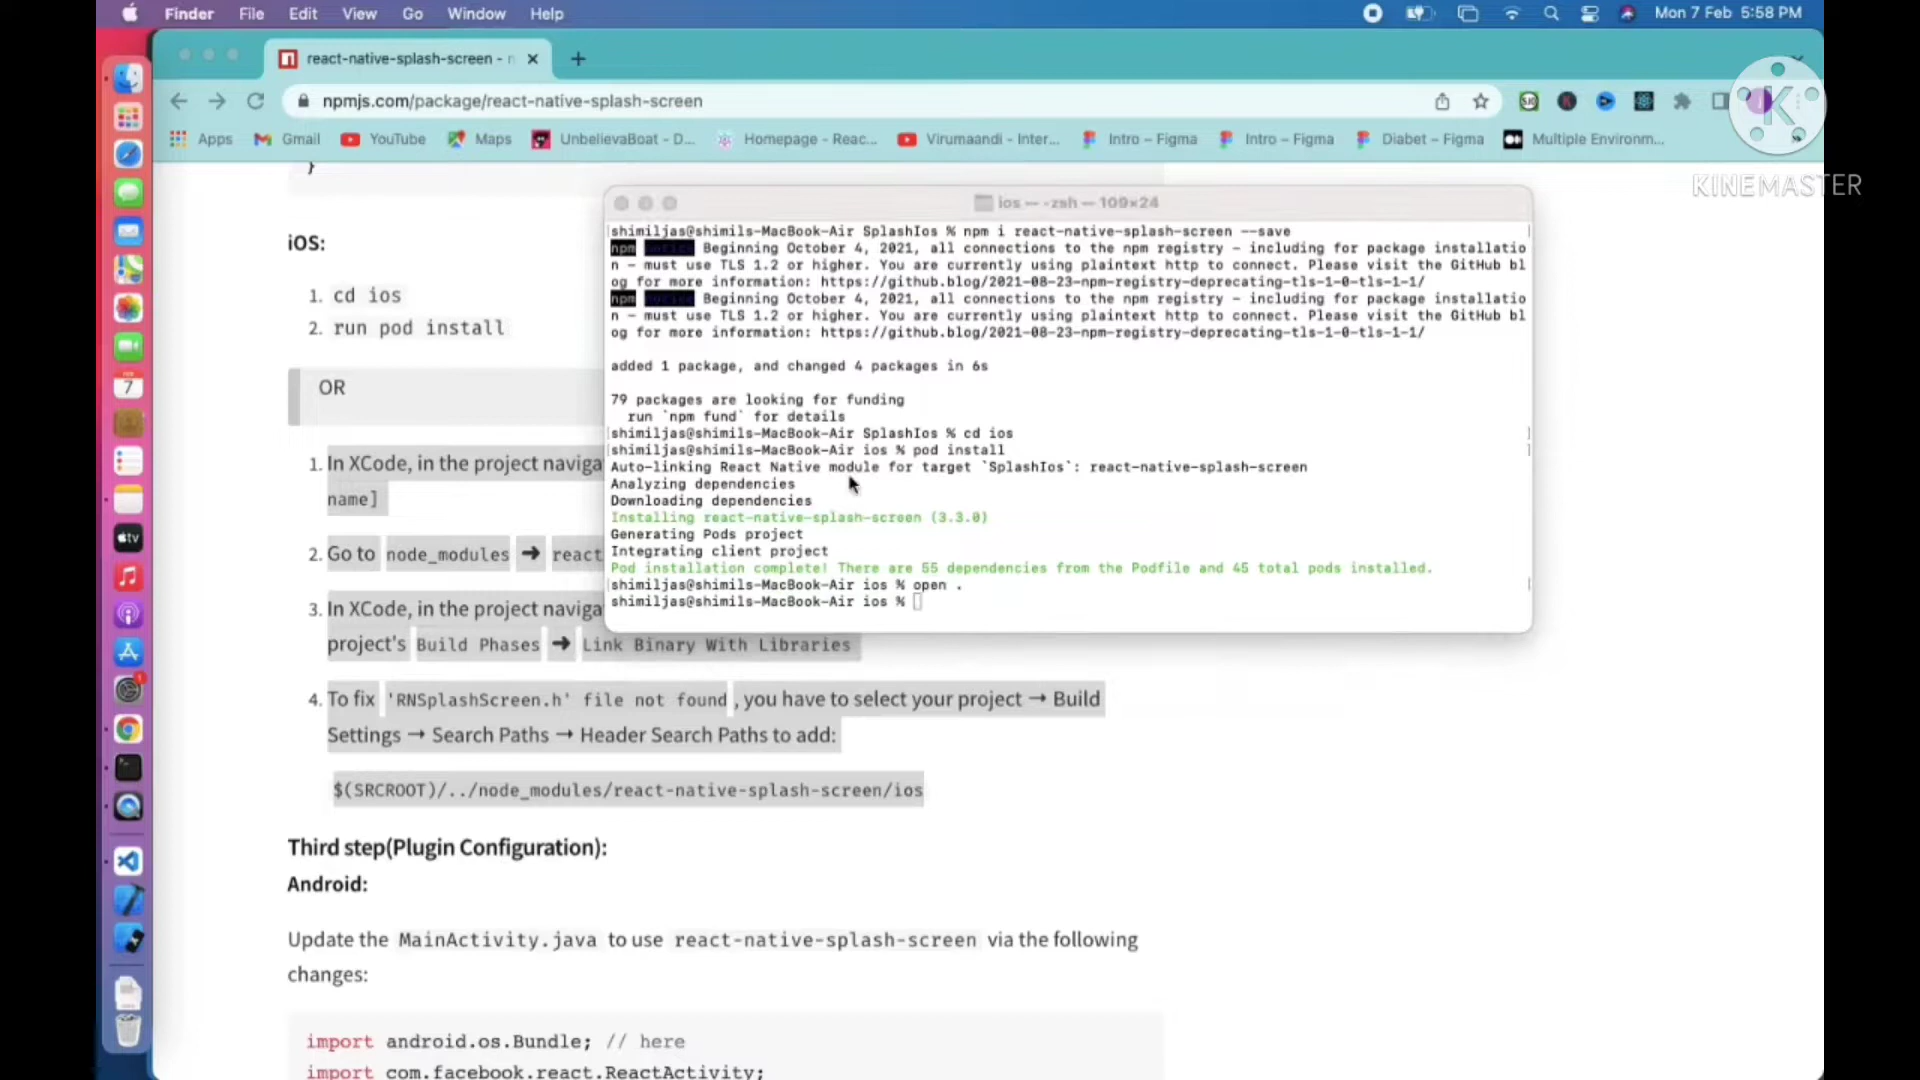 Finder File Edit View Go Window Help Mon 7 Feb 5:58 PM
react-native-splash-screen - n
npmjs.com/package/react-native-splash-screen
Apps Gmail YouTube Maps UnbelievaBoat - D... Homepage - Reac... Virumaandi - Inter... Intro – Figma Intro – Figma Diabet – Figma Multiple Environm...
KINEMASTER
}
iOS:
1. cd ios
2. run pod install
OR
1. In XCode, in the project naviga
name]
2. Go to node_modules ➜ react
3. In XCode, in the project naviga
project's Build Phases ➜ Link Binary With Libraries
4. To fix 'RNSplashScreen.h' file not found , you have to select your project → Build
Settings → Search Paths → Header Search Paths to add:
$(SRCROOT)/../node_modules/react-native-splash-screen/ios
Third step(Plugin Configuration):
Android:
Update the MainActivity.java to use react-native-splash-screen via the following
changes:
import android.os.Bundle; // here
import com.facebook.react.ReactActivity;
ios — -zsh — 109×24
shimiljas@shimils-MacBook-Air SplashIos % npm i react-native-splash-screen --save
npm notice Beginning October 4, 2021, all connections to the npm registry - including for package installatio
n - must use TLS 1.2 or higher. You are currently using plaintext http to connect. Please visit the GitHub bl
og for more information: https://github.blog/2021-08-23-npm-registry-deprecating-tls-1-0-tls-1-1/
npm notice Beginning October 4, 2021, all connections to the npm registry - including for package installatio
n - must use TLS 1.2 or higher. You are currently using plaintext http to connect. Please visit the GitHub bl
og for more information: https://github.blog/2021-08-23-npm-registry-deprecating-tls-1-0-tls-1-1/
added 1 package, and changed 4 packages in 6s
79 packages are looking for funding
run `npm fund` for details
shimiljas@shimils-MacBook-Air SplashIos % cd ios
shimiljas@shimils-MacBook-Air ios % pod install
Auto-linking React Native module for target `SplashIos`: react-native-splash-screen
Analyzing dependencies
Downloading dependencies
Installing react-native-splash-screen (3.3.0)
Generating Pods project
Integrating client project
Pod installation complete! There are 55 dependencies from the Podfile and 45 total pods installed.
shimiljas@shimils-MacBook-Air ios % open .
shimiljas@shimils-MacBook-Air ios %